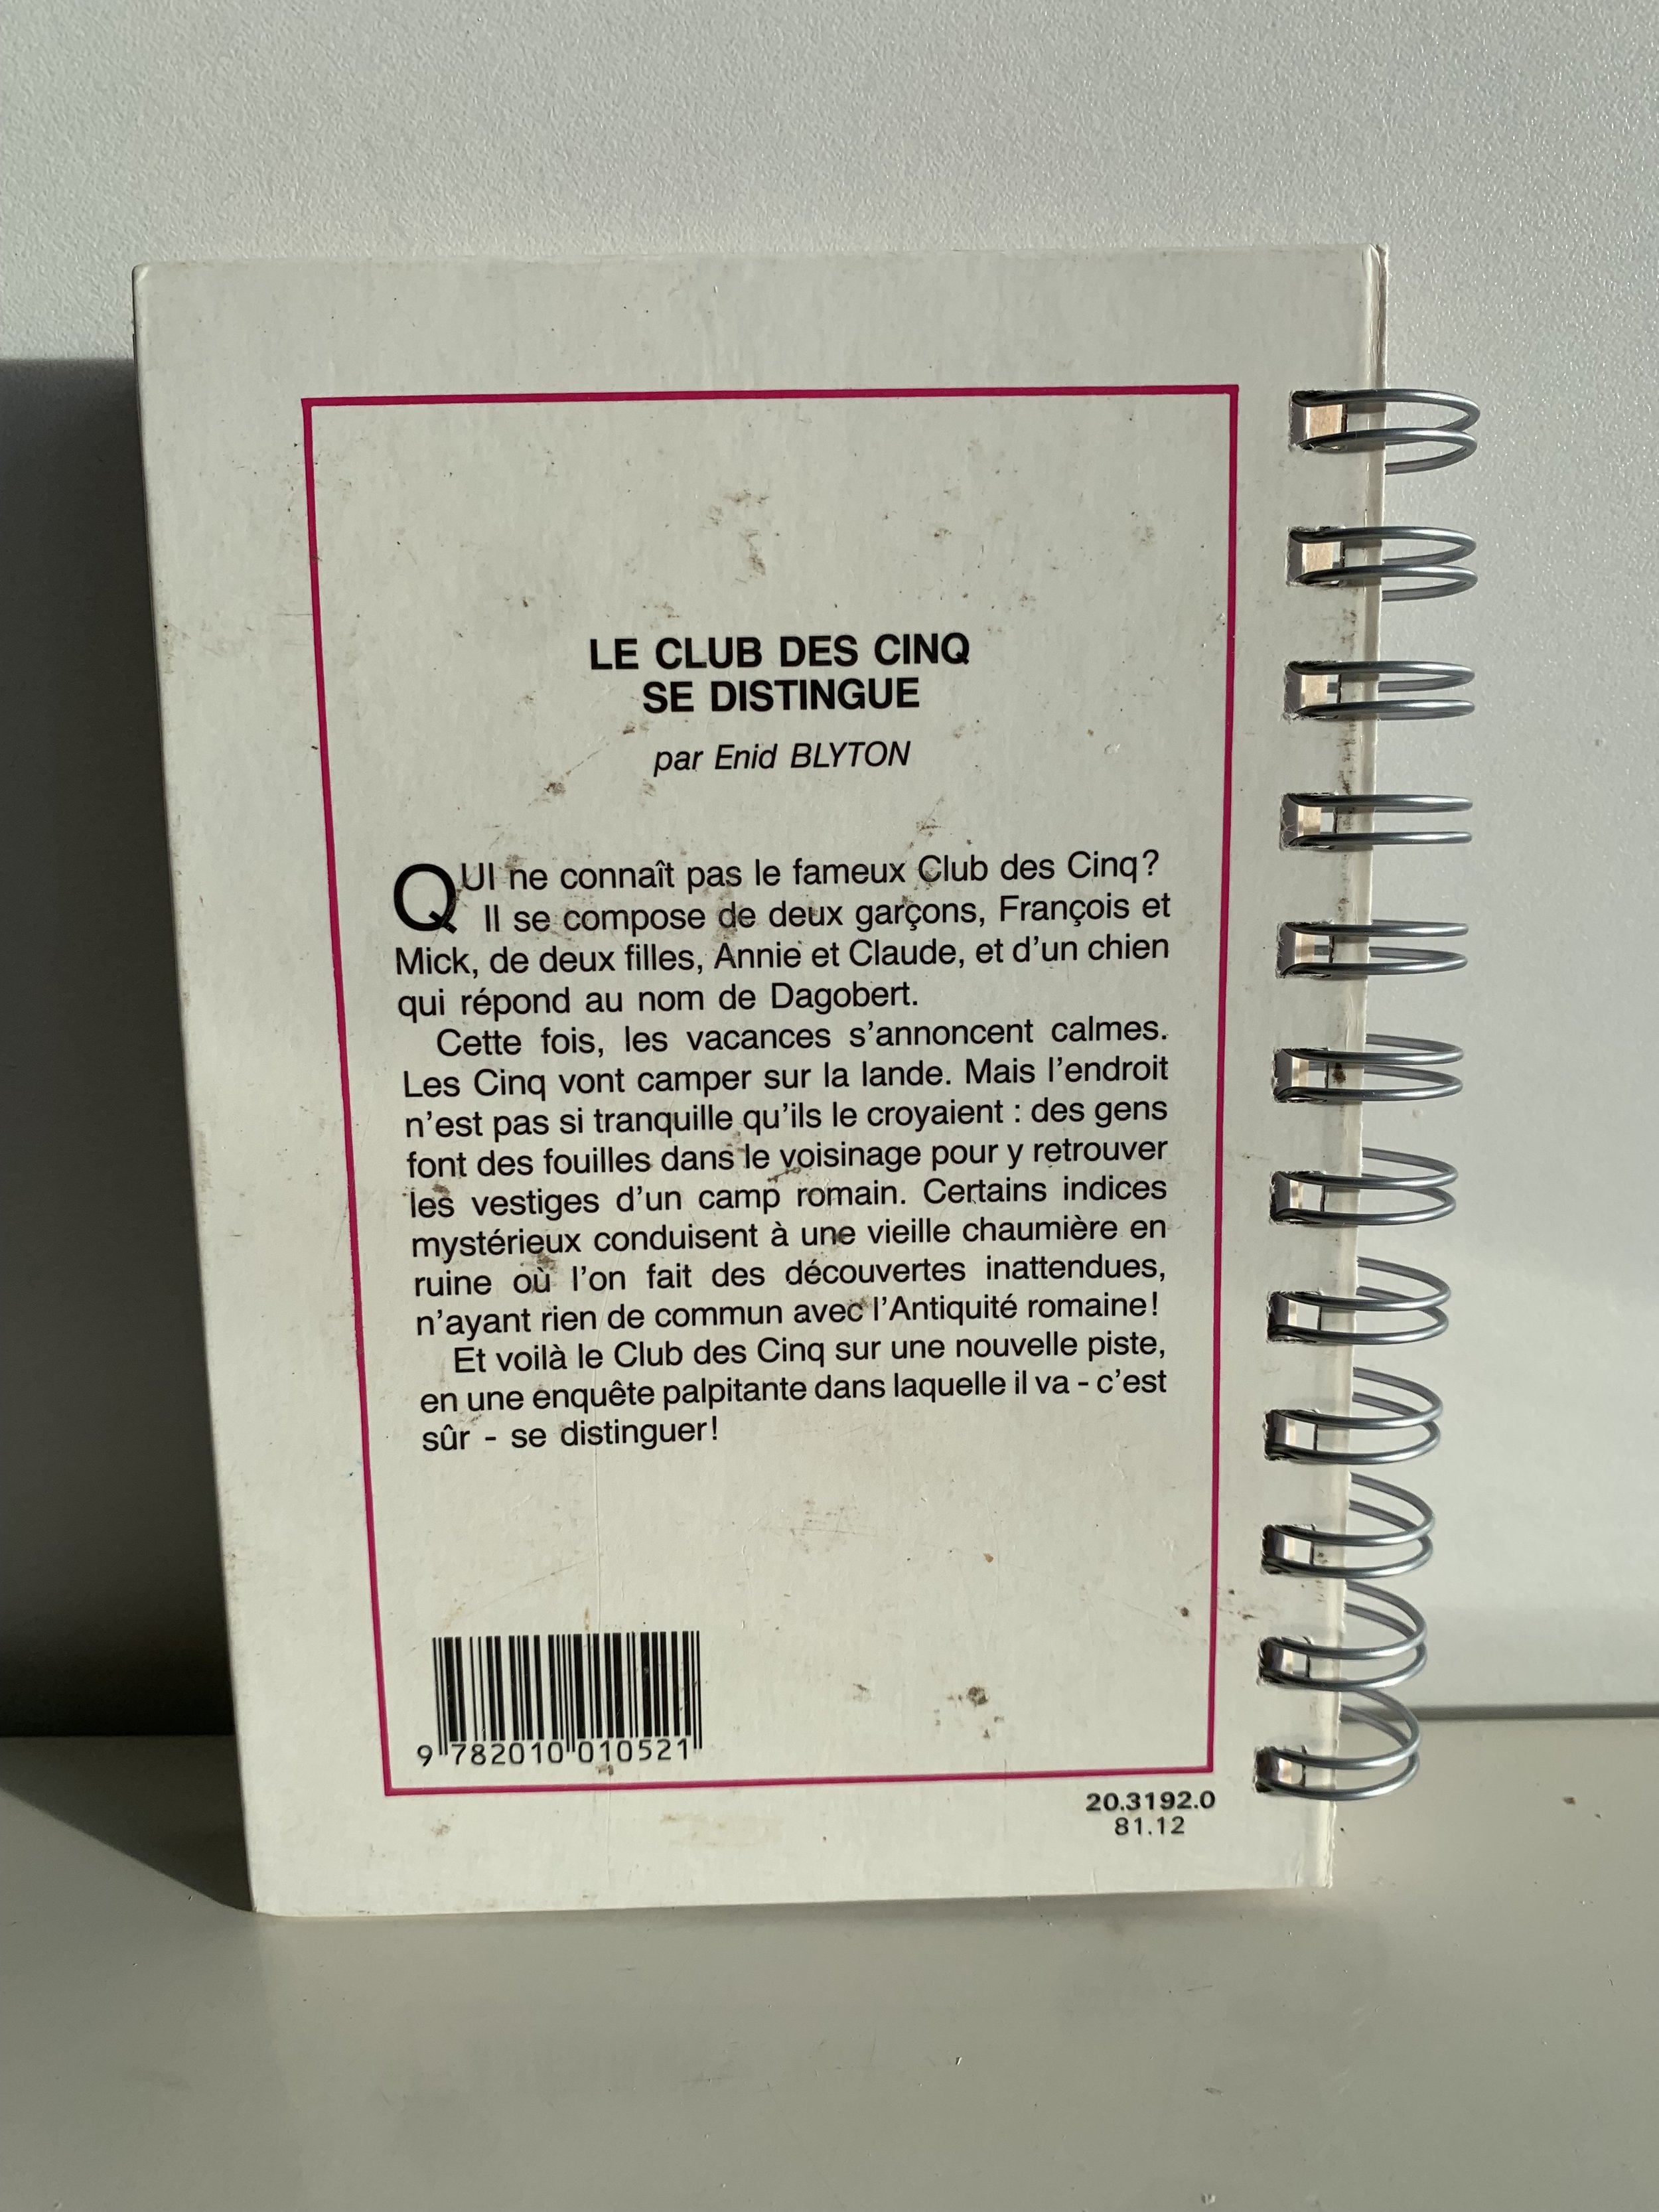 LE CLUB DES CINQ
SE DISTINGUE
par Enid BLYTON
QUI ne connaît pas le fameux Club des Cinq?
Il se compose de deux garçons, François et
Mick, de deux filles, Annie et Claude, et d'un chien
qui répond au nom de Dagobert.
Cette fois, les vacances s'annoncent calmes.
Les Cinq vont camper sur la lande. Mais l'endroit
n'est pas si tranquille qu'ils le croyaient : des gens
font des fouilles dans le voisinage pour y retrouver
les vestiges d'un camp romain. Certains indices
mystérieux conduisent à une vieille chaumière en
ruine où l'on fait des découvertes inattendues,
n'ayant rien de commun avec l'Antiquité romaine!
Et voilà le Club des Cinq sur une nouvelle piste,
en une enquête palpitante dans laquelle il va - c'est
sûr - se distinguer!
9 782010 010521
20.3192.0
81.12